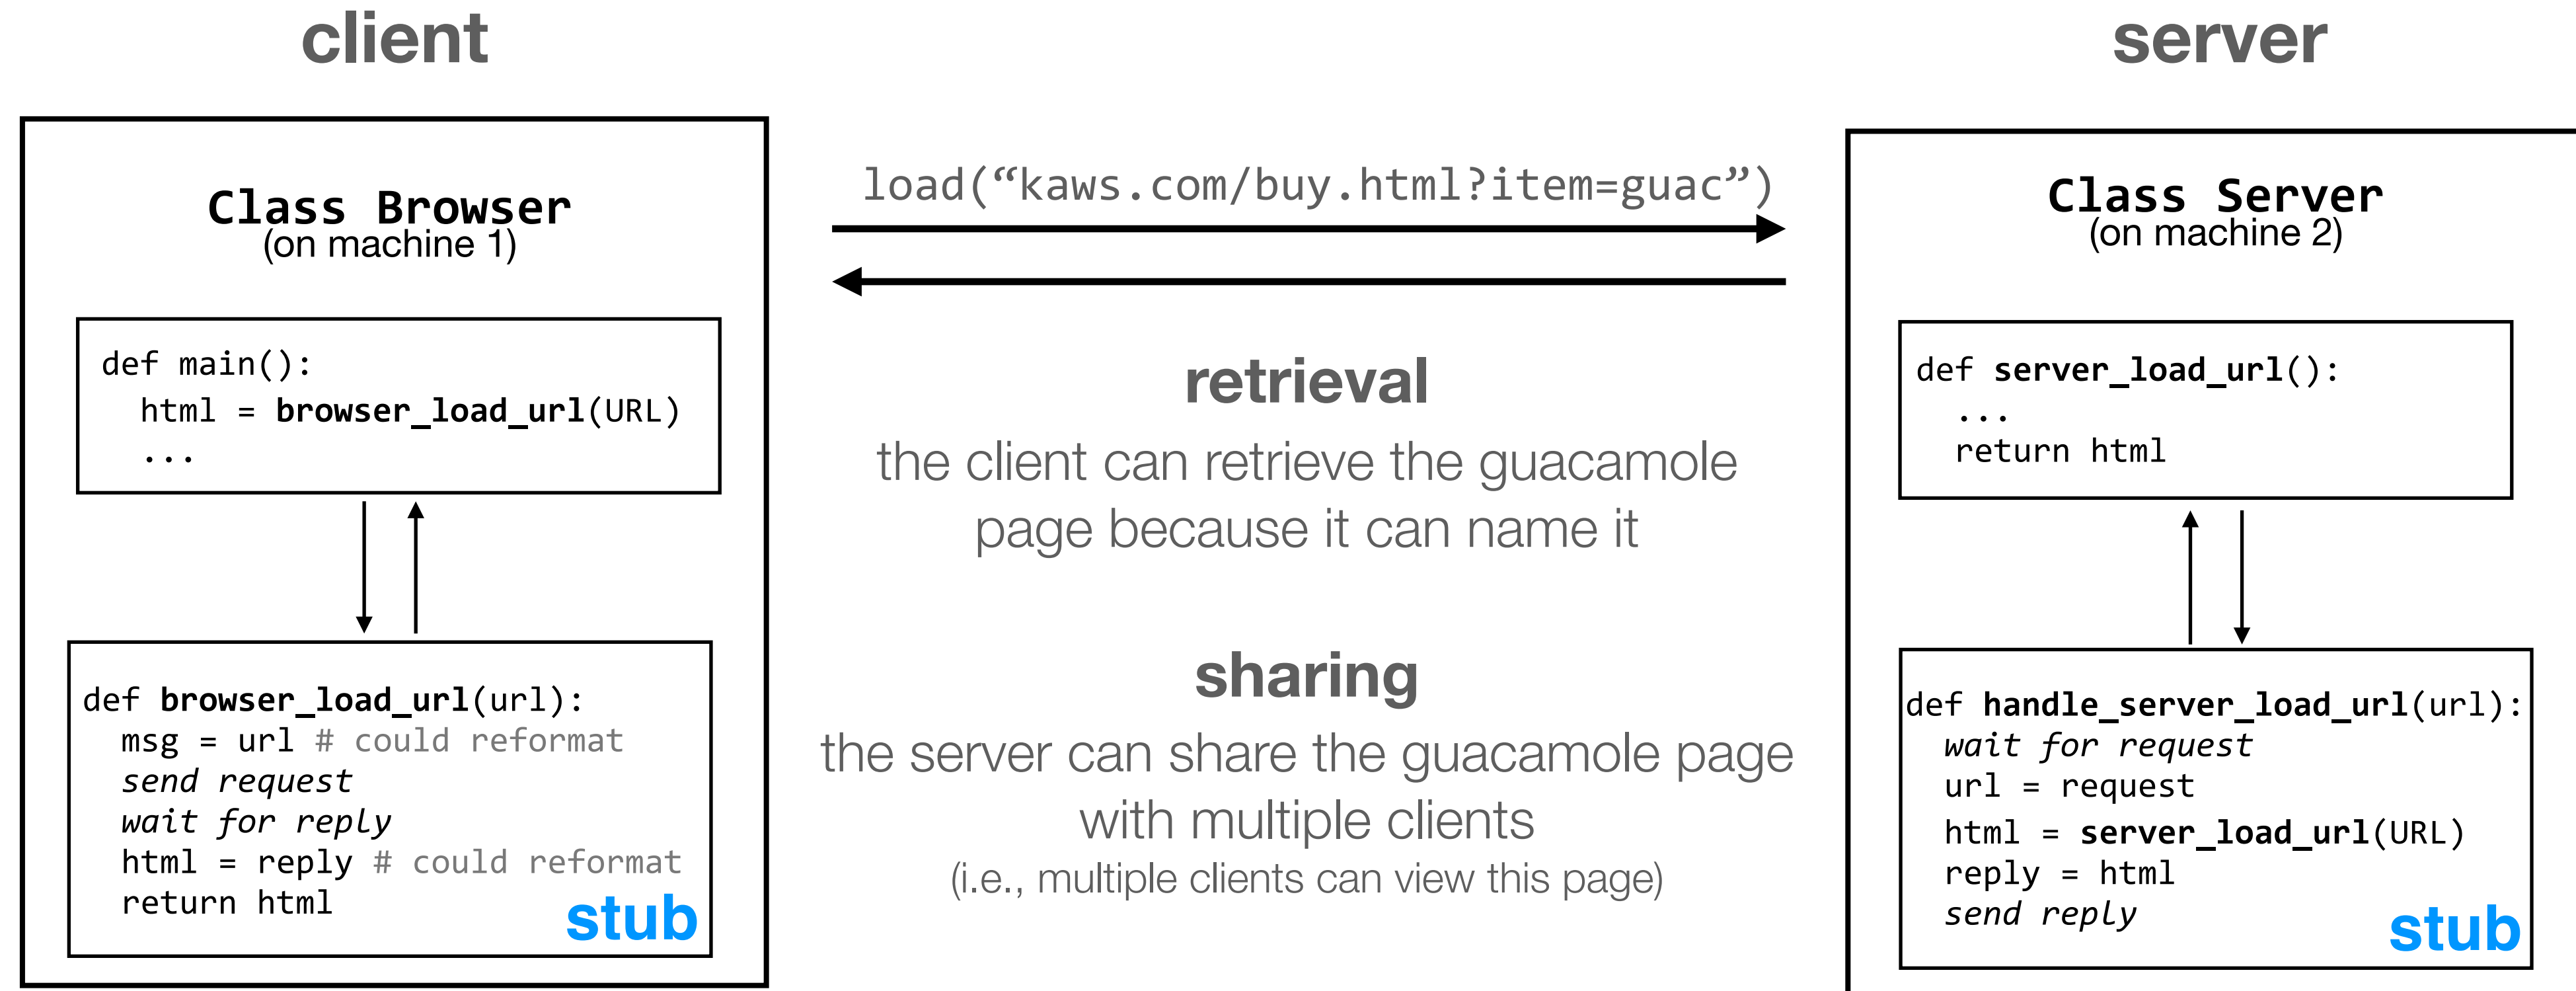 client
Class Browser
(on machine 1)
def main():
html = browser_load_url(URL)
...
def browser_load_url(url):
msg = url # could reformat
send request
wait for reply
html = reply # could reformat
return html
stub
load(“kaws.com/buy.html?item=guac”)
retrieval
the client can retrieve the guacamole
page because it can name it
sharing
the server can share the guacamole page
with multiple clients
(i.e., multiple clients can view this page)
server
Class Server
(on machine 2)
def server_load_url():
...
return html
def handle_server_load_url(url):
wait for request
url = request
html = server_load_url(URL)
reply = html
send reply
stub